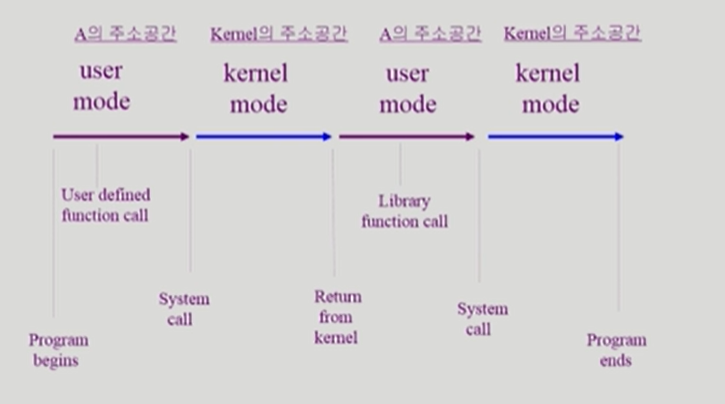 A의 주소공간 Kernel의 주소공간 A의 주소공간 Kernel의 주소공간
user kernel user kernel
mode mode mode mode
User defined
function call
Library
function call
System
call
Return
from
kernel
System
call
Program
begins
Program
ends